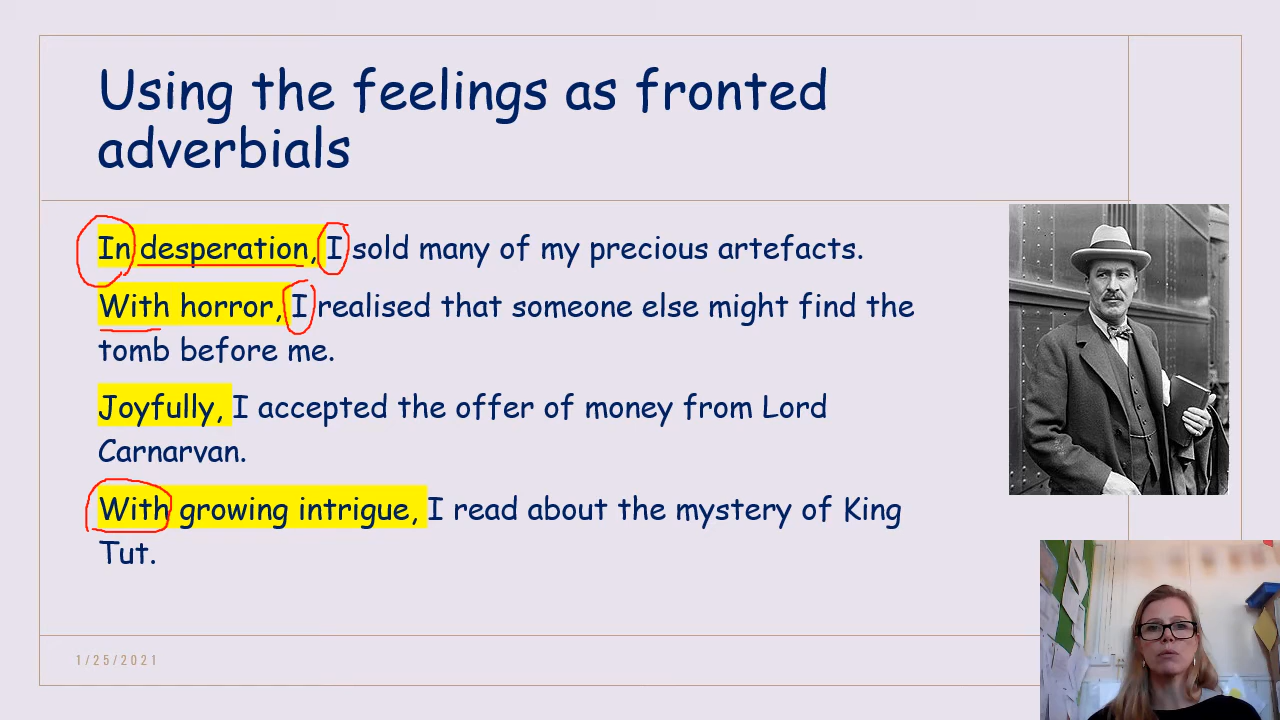 Using the feelings as fronted
adverbials
In desperation, I sold many of my precious artefacts.
With horror, I realised that someone else might find the
tomb before me.
Joyfully, I accepted the offer of money from Lord
Carnarvan.
With growing intrigue, I read about the mystery of King
Tut.
1/25/2021